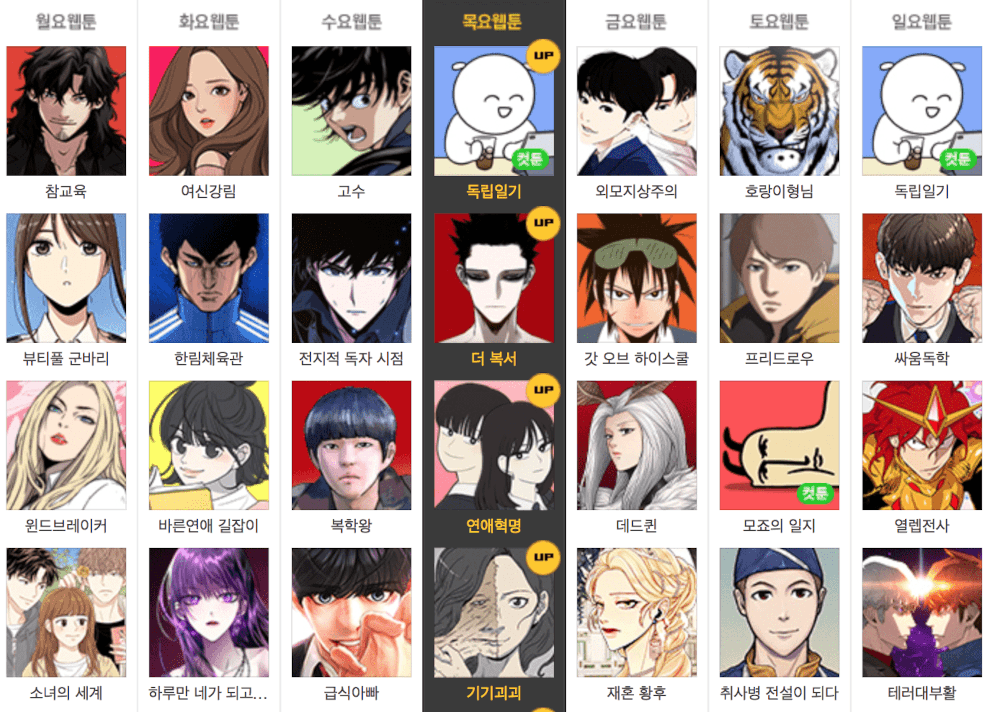 월요웹툰 화요웹툰 수요웹툰 목요웹툰 금요웹툰 토요웹툰 일요웹툰
UP
컷툰 컷툰
참교육 여신강림 고수 독립일기 외모지상주의 호랑이형님 독립일기
UP
뷰티풀 군바리 한림체육관 전지적 독자 시점 더 복서 갓 오브 하이스쿨 프리드로우 싸움독학
UP
컷툰
윈드브레이커 바른연애 길잡이 복학왕 연애혁명 데드퀸 모죠의 일지 열렙전사
UP
소녀의 세계 하루만 네가 되고... 급식아빠 기기괴괴 재혼 황후 취사병 전설이 되다 테러대부활